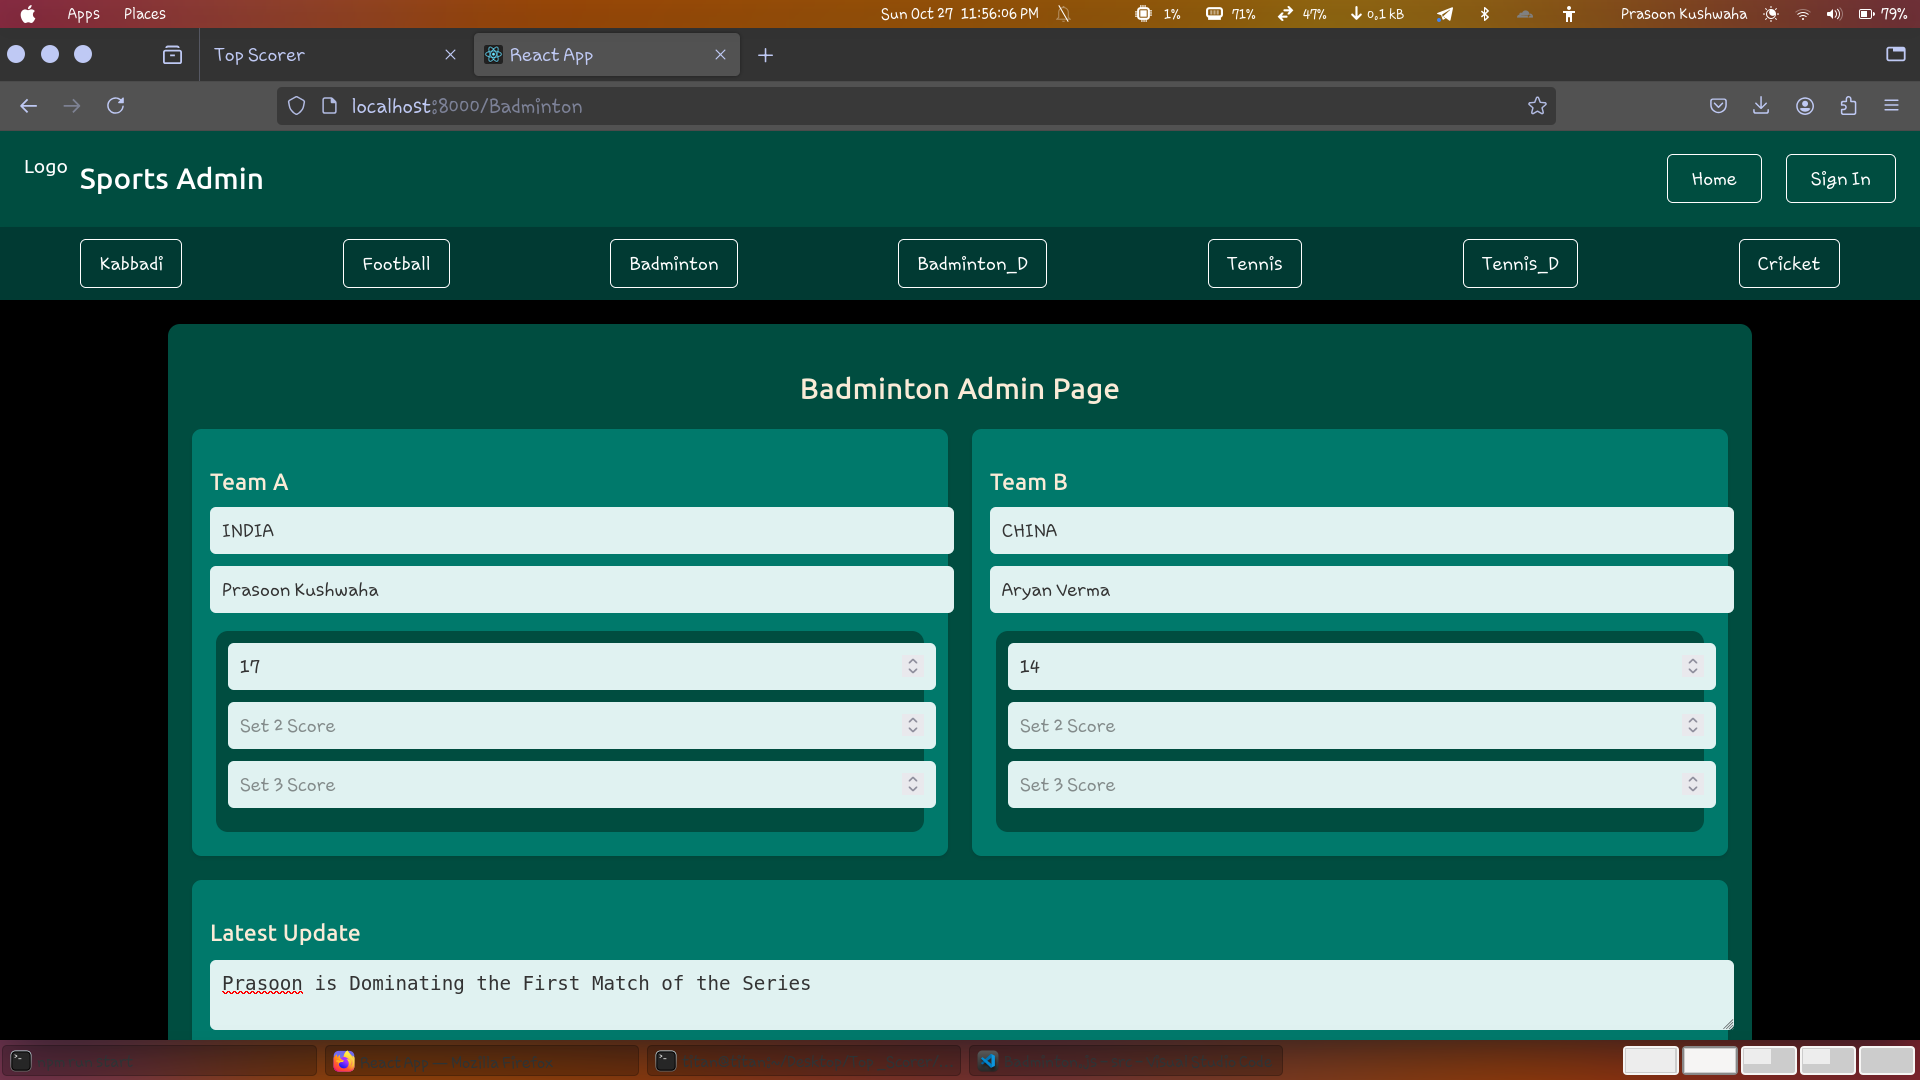 Apps Places Sun Oct 27 11:56:06 PM 1% 71% 47% 0.1 kB Prasoon Kushwaha 79%
Top Scorer React App
localhost:8000/Badminton
Logo Sports Admin Home Sign In
Kabbadi Football Badminton Badminton_D Tennis Tennis_D Cricket
Badminton Admin Page
Team A
INDIA
Prasoon Kushwaha
17
Set 2 Score
Set 3 Score
Team B
CHINA
Aryan Verma
14
Set 2 Score
Set 3 Score
Latest Update
Prasoon is Dominating the First Match of the Series
React App — Mozilla Firefox